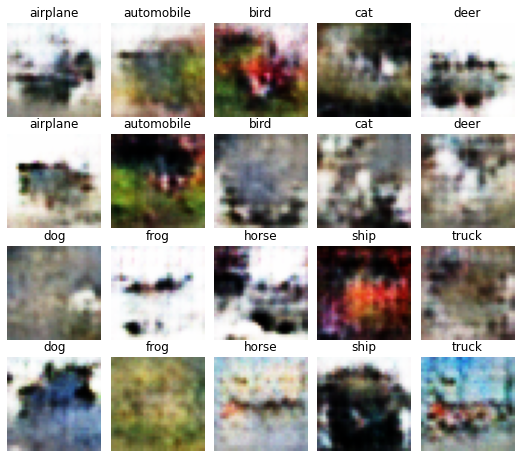 airplane automobile bird cat deer
airplane automobile bird cat deer
dog frog horse ship truck
dog frog horse ship truck